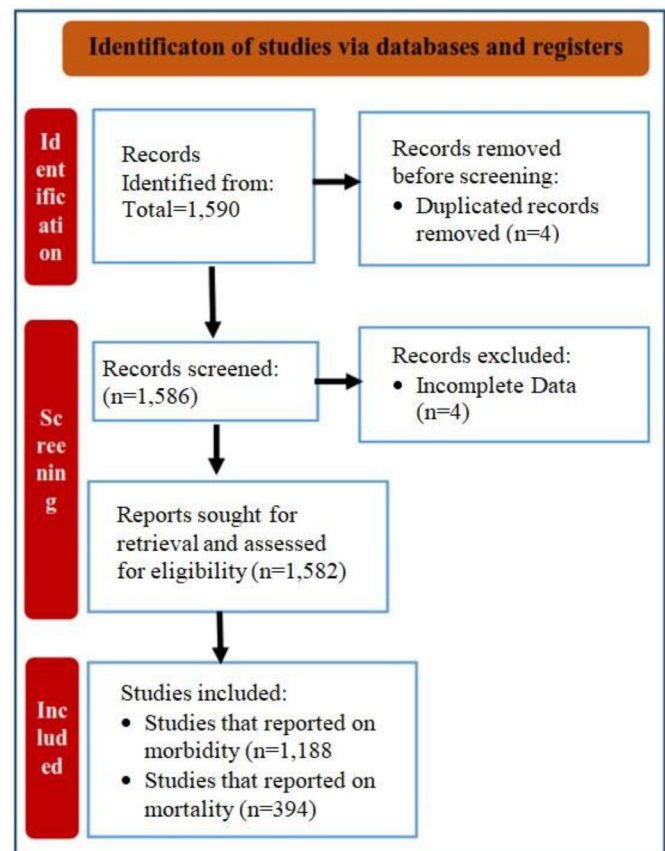 Identificaton of studies via databases and registers
Id
ent
ific
ati
on
Records
Identified from:
Total=1,590
Records removed
before screening:
• Duplicated records
removed (n=4)
Sc
ree
nin
g
Records screened:
(n=1,586)
Records excluded:
• Incomplete Data
(n=4)
Reports sought for
retrieval and assessed
for eligibility (n=1,582)
Inc
lud
ed
Studies included:
• Studies that reported on
morbidity (n=1,188
• Studies that reported on
mortality (n=394)